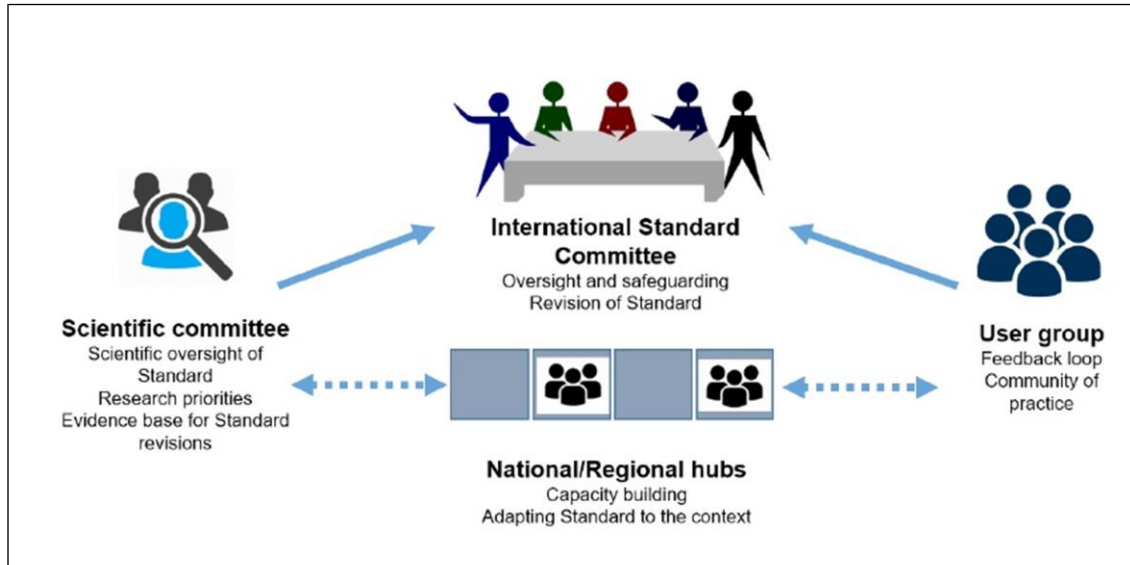 International Standard
Committee
Oversight and safeguarding
Revision of Standard
Scientific committee
Scientific oversight of
Standard
Research priorities
Evidence base for Standard
revisions
User group
Feedback loop
Community of
practice
National/Regional hubs
Capacity building
Adapting Standard to the context